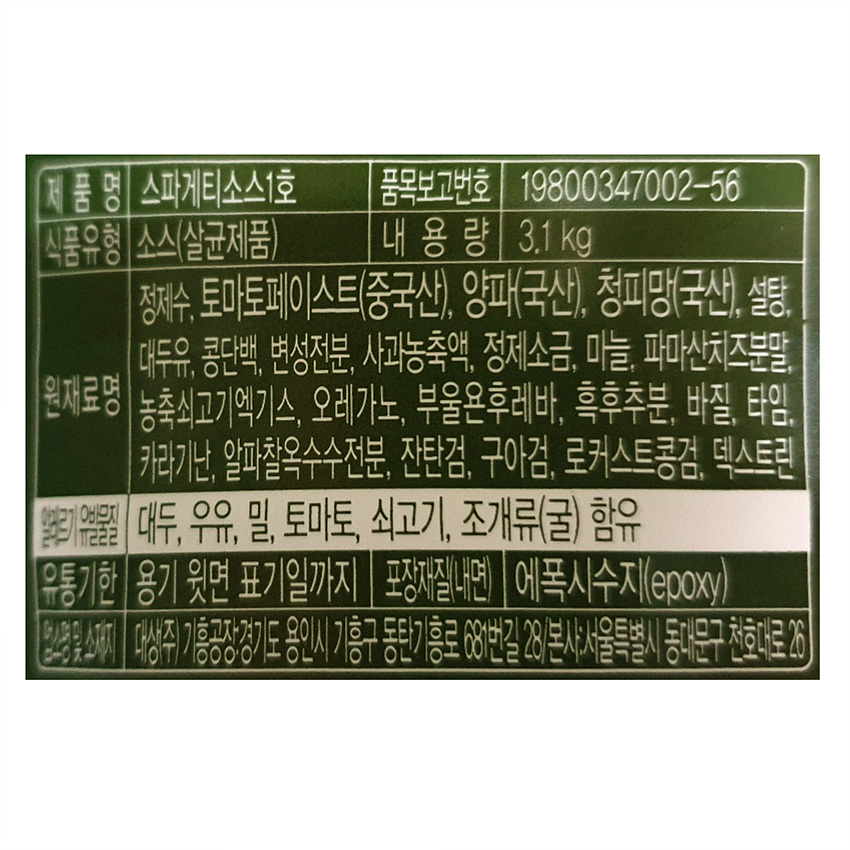 제품명 스파게티소스1호 품목보고번호 19800347002-56
식품유형 소스(살균제품) 내용량 3.1 kg
정제수, 토마토페이스트(중국산), 양파(국산), 청피망(국산), 설탕,
대두유, 콩단백, 변성전분, 사과농축액, 정제소금, 마늘, 파마산치즈분말,
원재료명
농축쇠고기엑기스, 오레가노, 부울욘후레바, 흑후추분, 바질, 타임,
카라기난, 알파찰옥수수전분, 잔탄검, 구아검, 로커스트콩검, 덱스트린
알레르기 유발물질 대두, 우유, 밀, 토마토, 쇠고기, 조개류(굴) 함유
유통기한 용기 윗면 표기일까지 포장재질(내면) 에폭시수지(epoxy)
업소명 및 소재지 대상(주) 기흥공장:경기도 용인시 기흥구 동탄기흥로 681번길 28/본사:서울특별시 동대문구 천호대로 26